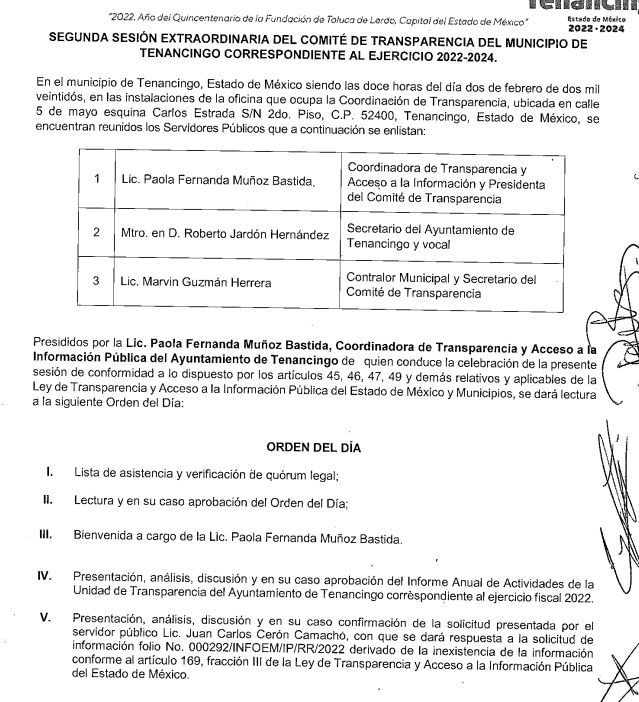 Tenancingo
Estado de México
2022 - 2024
"2022. Año del Quincentenario de la Fundación de Toluca de Lerdo, Capital del Estado de México"
SEGUNDA SESIÓN EXTRAORDINARIA DEL COMITÉ DE TRANSPARENCIA DEL MUNICIPIO DE
TENANCINGO CORRESPONDIENTE AL EJERCICIO 2022-2024.
En el municipio de Tenancingo, Estado de México siendo las doce horas del día dos de febrero de dos mil
veintidós, en las instalaciones de la oficina que ocupa la Coordinación de Transparencia, ubicada en calle
5 de mayo esquina Carlos Estrada S/N 2do. Piso, C.P. 52400, Tenancingo, Estado de México, se
encuentran reunidos los Servidores Públicos que a continuación se enlistan:
1 Lic. Paola Fernanda Muñoz Bastida. Coordinadora de Transparencia y
Acceso a la Información y Presidenta
del Comité de Transparencia
2 Mtro. en D. Roberto Jardón Hernández Secretario del Ayuntamiento de
Tenancingo y vocal
3 Lic. Marvin Guzmán Herrera Contralor Municipal y Secretario del
Comité de Transparencia
Presididos por la Lic. Paola Fernanda Muñoz Bastida, Coordinadora de Transparencia y Acceso a la
Información Pública del Ayuntamiento de Tenancingo de quien conduce la celebración de la presente
sesión de conformidad a lo dispuesto por los artículos 45, 46, 47, 49 y demás relativos y aplicables de la
Ley de Transparencia y Acceso a la Información Pública del Estado de México y Municipios, se dará lectura
a la siguiente Orden del Día:
ORDEN DEL DÍA
I. Lista de asistencia y verificación de quórum legal;
II. Lectura y en su caso aprobación del Orden del Día;
III. Bienvenida a cargo de la Lic. Paola Fernanda Muñoz Bastida.
IV. Presentación, análisis, discusión y en su caso aprobación del Informe Anual de Actividades de la
Unidad de Transparencia del Ayuntamiento de Tenancingo correspondiente al ejercicio fiscal 2022.
V. Presentación, análisis, discusión y en su caso confirmación de la solicitud presentada por el
servidor público Lic. Juan Carlos Cerón Camachó, con que se dará respuesta a la solicitud de
información folio No. 000292/INFOEM/IP/RR/2022 derivado de la inexistencia de la información
conforme al artículo 169, fracción III de la Ley de Transparencia y Acceso a la Información Pública
del Estado de México.